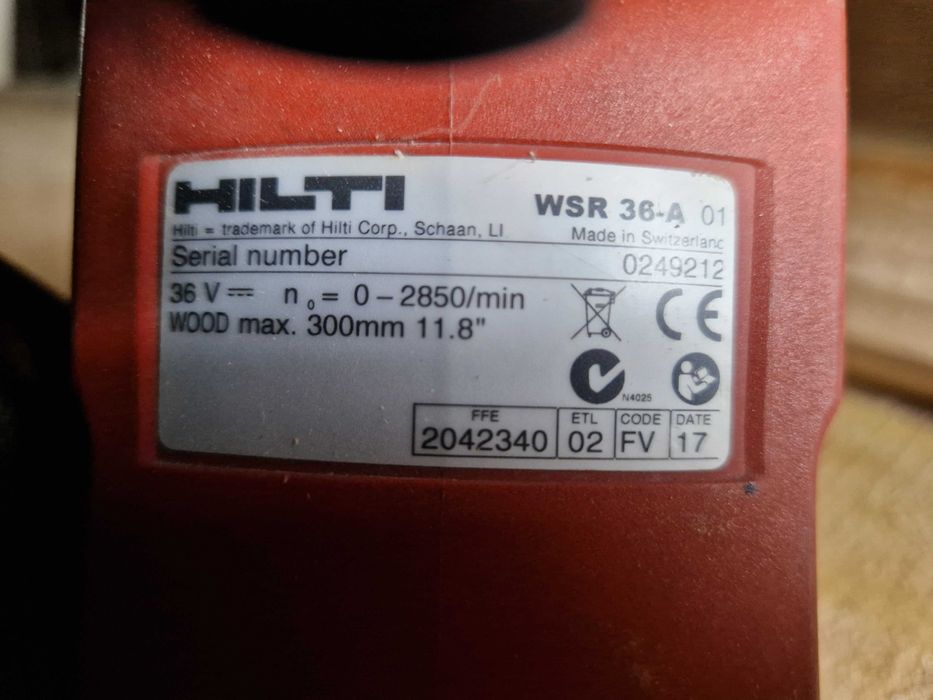 HILTI WSR 36-A 01
Hilti = trademark of Hilti Corp., Schaan, LI Made in Switzerland
Serial number 0249212
36 V n₀ = 0 – 2850/min
WOOD max. 300mm 11.8"
CE
N4025
FFE ETL CODE DATE
2042340 02 FV 17